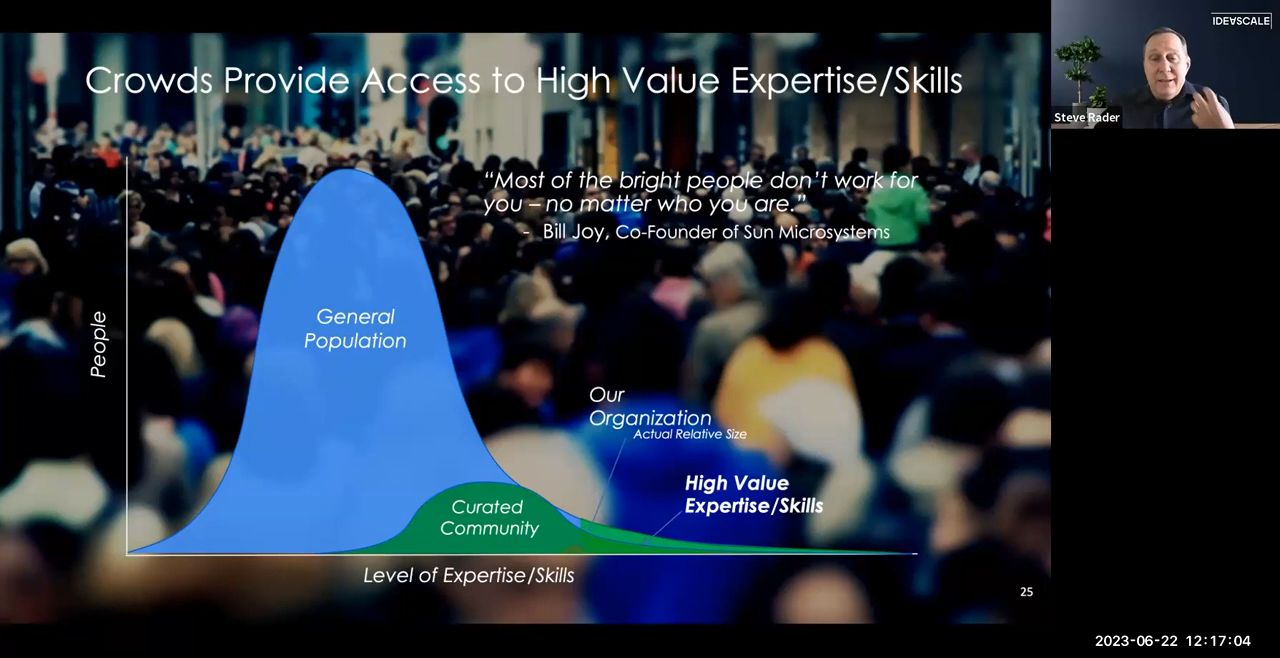 Crowds Provide Access to High Value Expertise/Skills
IDEASCALE
Steve Rader
“Most of the bright people don’t work for
you – no matter who you are.”
- Bill Joy, Co-Founder of Sun Microsystems
People
General
Population
Our
Organization
Actual Relative Size
High Value
Expertise/Skills
Curated
Community
Level of Expertise/Skills
25
2023-06-22 12:17:04